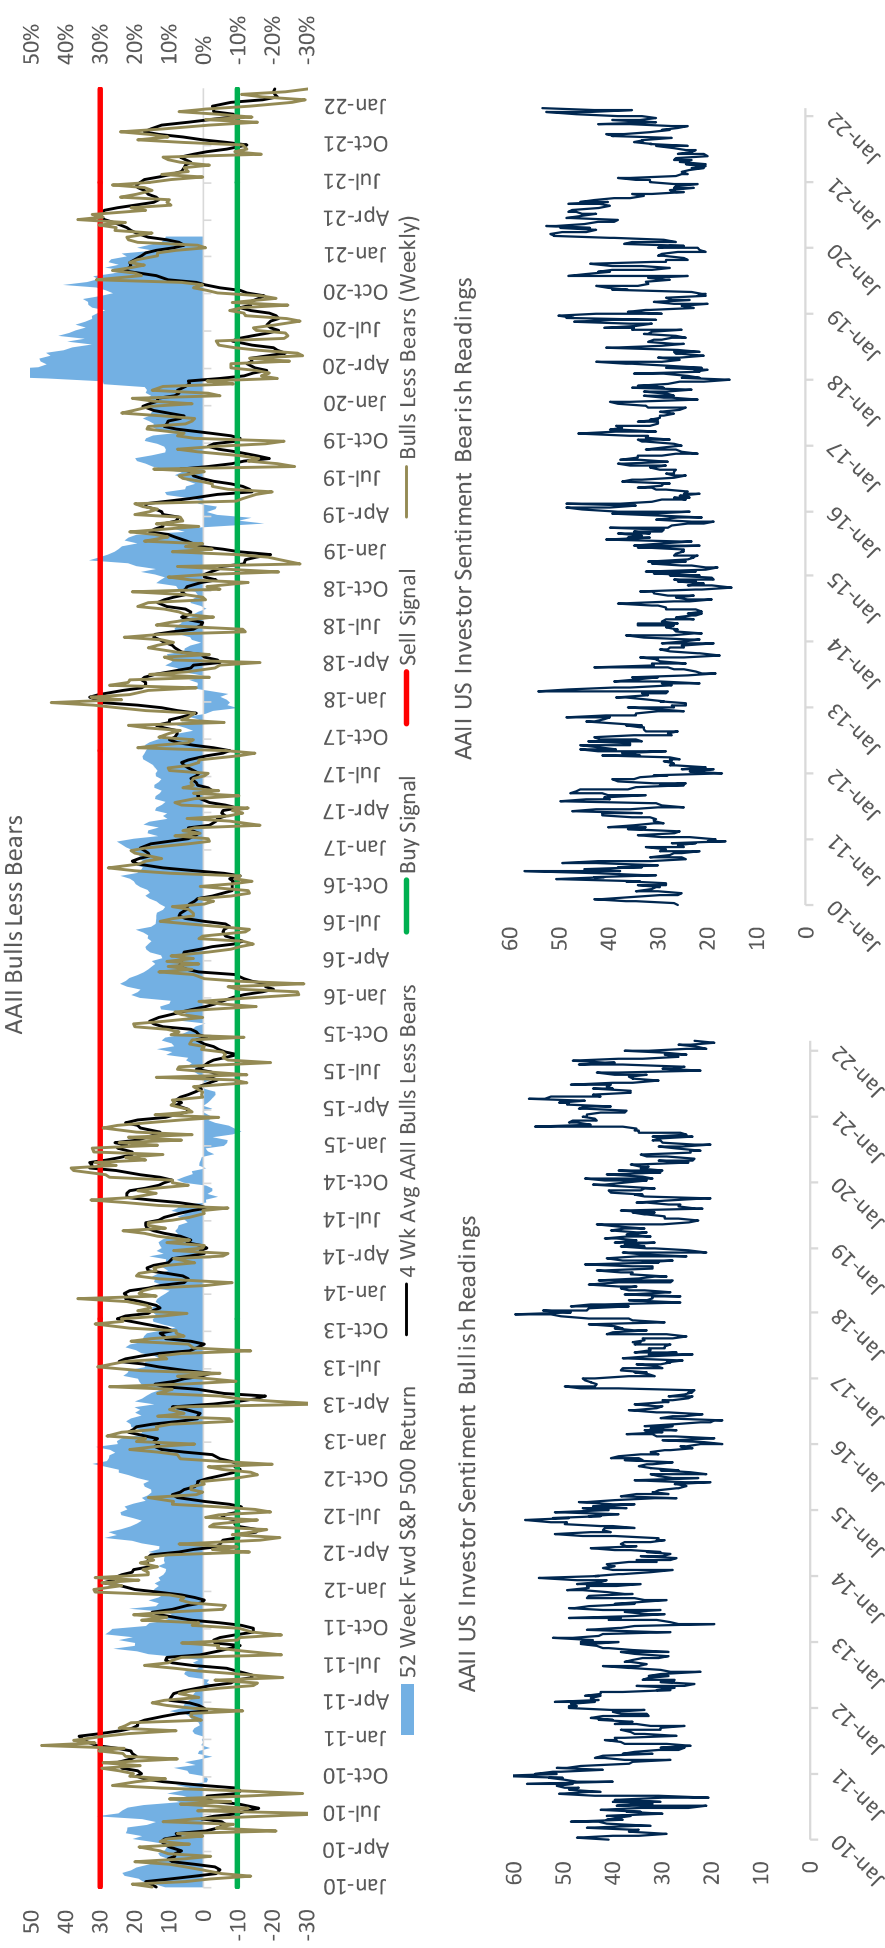 AAII Bulls Less Bears
50
40
30
20
10
0
-10
-20
-30
50%
40%
30%
20%
10%
0%
-10%
-20%
-30%
Jan-10
Apr-10
Jul-10
Oct-10
Jan-11
Apr-11
Jul-11
Oct-11
Jan-12
Apr-12
Jul-12
Oct-12
Jan-13
Apr-13
Jul-13
Oct-13
Jan-14
Apr-14
Jul-14
Oct-14
Jan-15
Apr-15
Jul-15
Oct-15
Jan-16
Apr-16
Jul-16
Oct-16
Jan-17
Apr-17
Jul-17
Oct-17
Jan-18
Apr-18
Jul-18
Oct-18
Jan-19
Apr-19
Jul-19
Oct-19
Jan-20
Apr-20
Jul-20
Oct-20
Jan-21
Apr-21
Jul-21
Oct-21
Jan-22
52 Week Fwd S&P 500 Return
4 Wk Avg AAII Bulls Less Bears
Buy Signal
Sell Signal
Bulls Less Bears (Weekly)
AAII US Investor Sentiment Bullish Readings
60
50
40
30
20
10
0
Jan-10
Jan-11
Jan-12
Jan-13
Jan-14
Jan-15
Jan-16
Jan-17
Jan-18
Jan-19
Jan-20
Jan-21
Jan-22
AAII US Investor Sentiment Bearish Readings
60
50
40
30
20
10
0
Jan-10
Jan-11
Jan-12
Jan-13
Jan-14
Jan-15
Jan-16
Jan-17
Jan-18
Jan-19
Jan-20
Jan-21
Jan-22